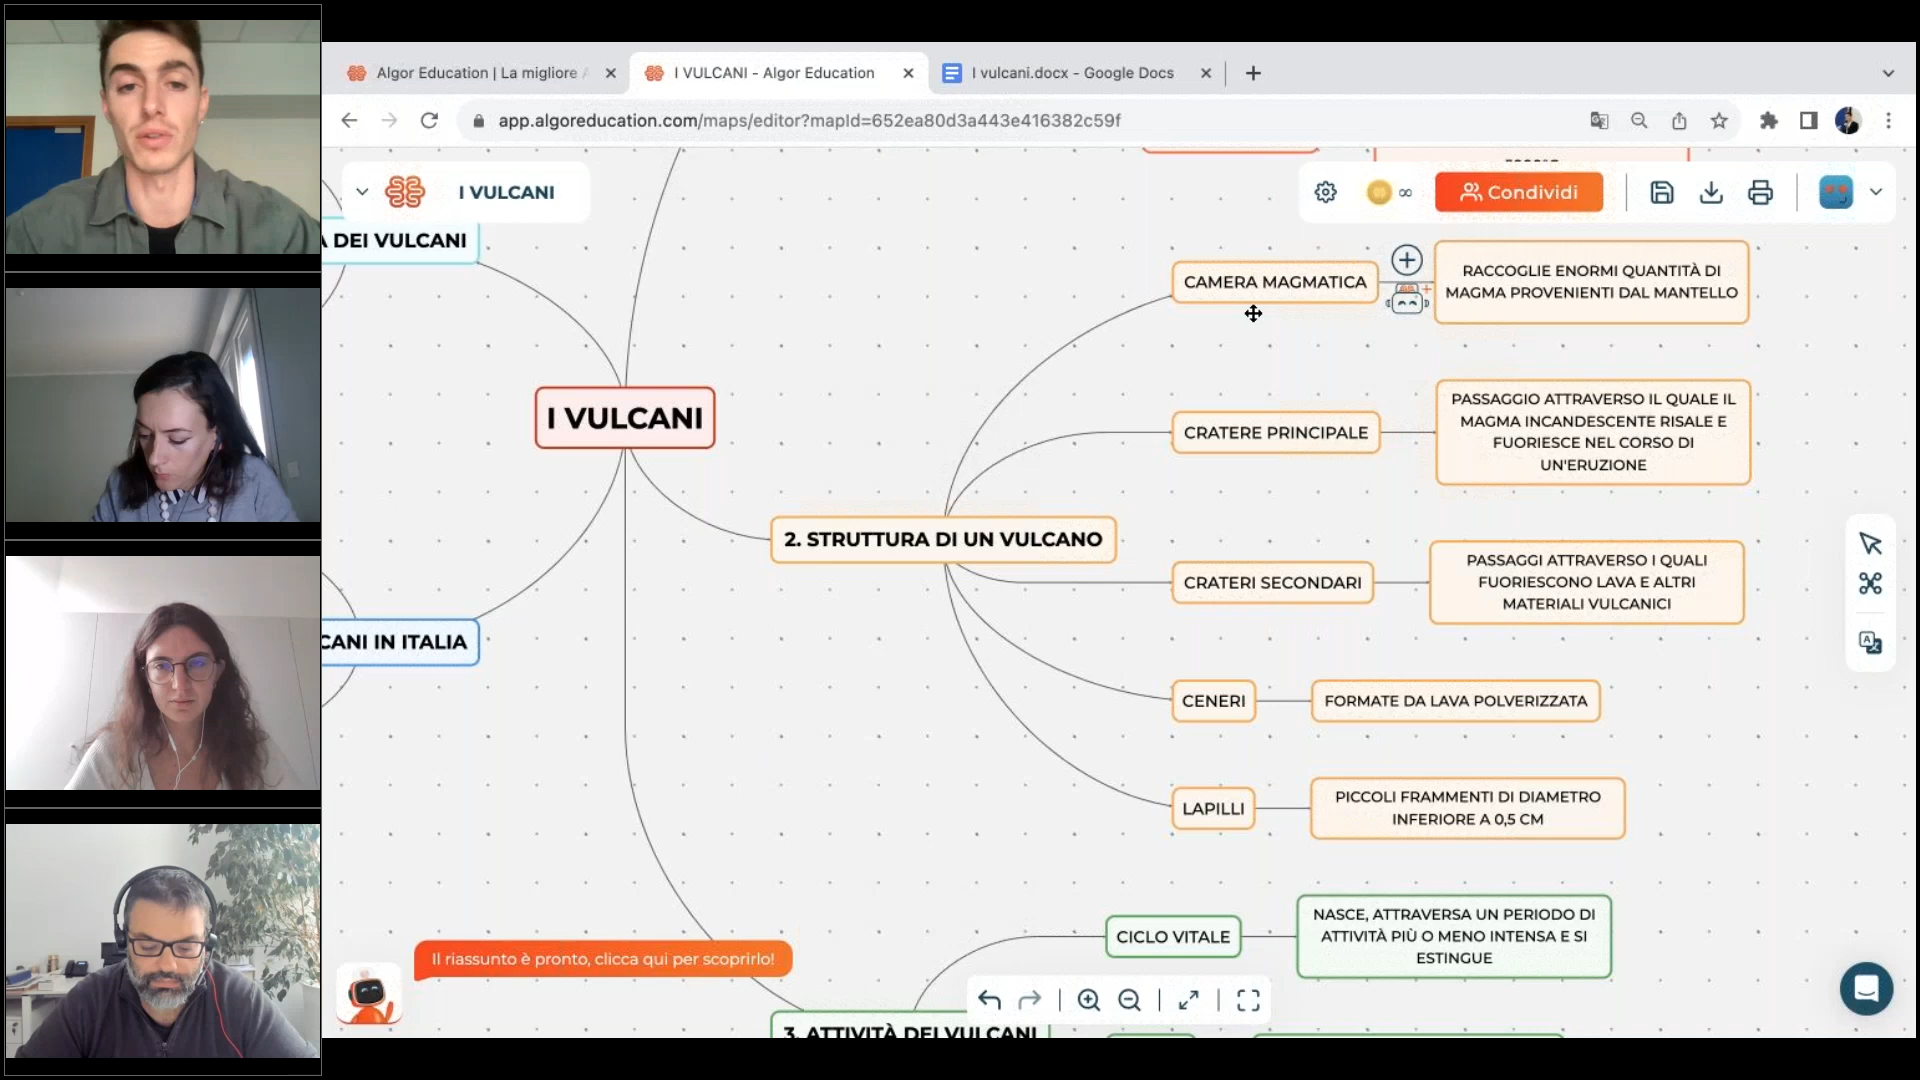 Algor Education | La migliore
I VULCANI - Algor Education
I vulcani.docx - Google Docs
app.algoreducation.com/maps/editor?mapId=652ea80d3a443e416382c59f
I VULCANI
∞
Condividi
DEI VULCANI
CAMERA MAGMATICA
RACCOGLIE ENORMI QUANTITÀ DI
MAGMA PROVENIENTI DAL MANTELLO
I VULCANI
CRATERE PRINCIPALE
PASSAGGIO ATTRAVERSO IL QUALE IL
MAGMA INCANDESCENTE RISALE E
FUORIESCE NEL CORSO DI
UN'ERUZIONE
2. STRUTTURA DI UN VULCANO
CRATERI SECONDARI
PASSAGGI ATTRAVERSO I QUALI
FUORIESCONO LAVA E ALTRI
MATERIALI VULCANICI
CANI IN ITALIA
CENERI
FORMATE DA LAVA POLVERIZZATA
LAPILLI
PICCOLI FRAMMENTI DI DIAMETRO
INFERIORE A 0,5 CM
CICLO VITALE
NASCE, ATTRAVERSA UN PERIODO DI
ATTIVITÀ PIÙ O MENO INTENSA E SI
ESTINGUE
Il riassunto è pronto, clicca qui per scoprirlo!
3. ATTIVITÀ DEI VULCANI